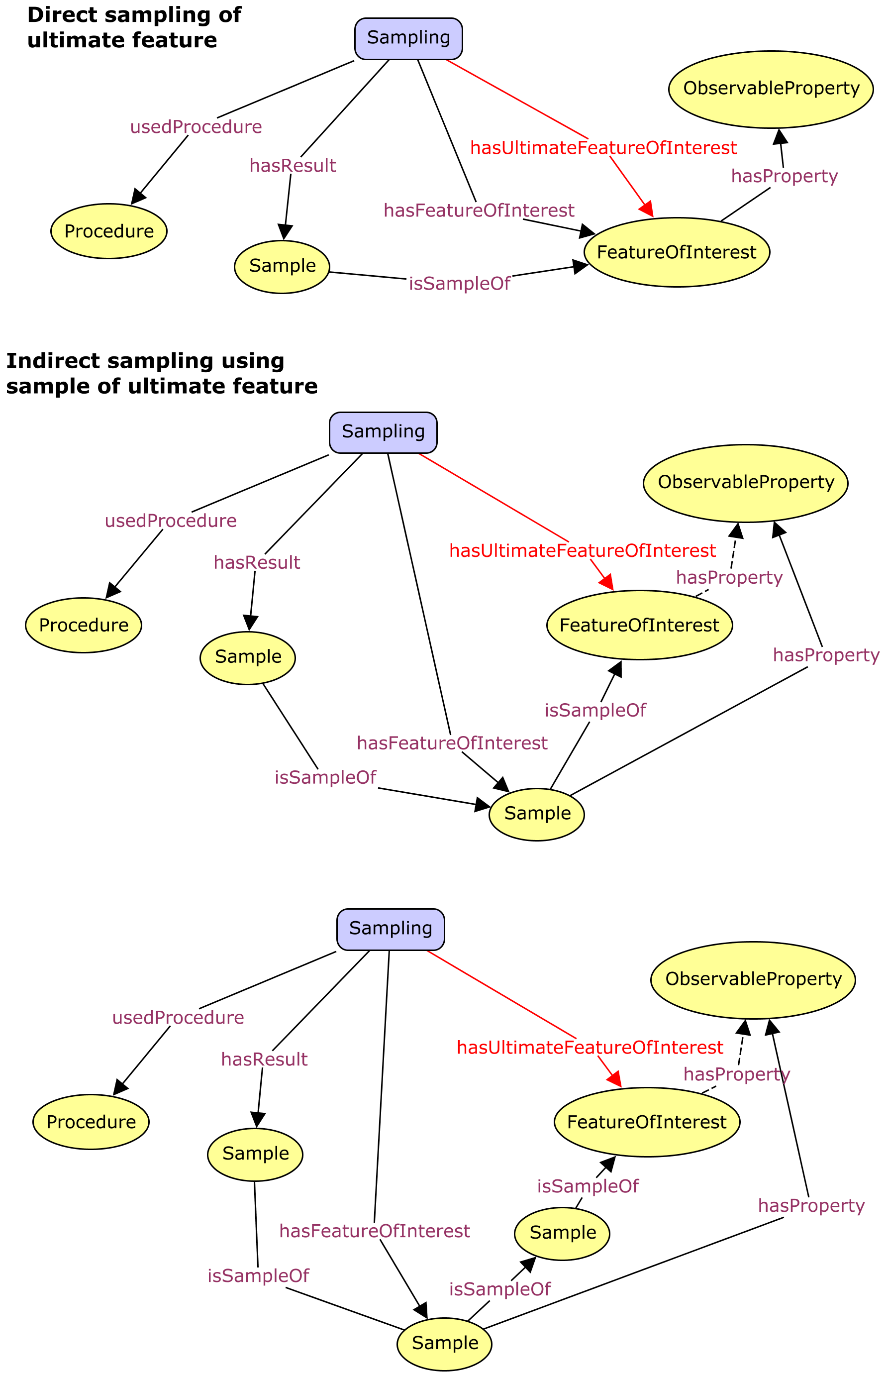 Direct sampling of
ultimate feature
Sampling
ObservableProperty
usedProcedure
hasUltimateFeatureOfInterest
hasResult
hasProperty
hasFeatureOfInterest
Procedure
FeatureOfInterest
Sample
isSampleOf
Indirect sampling using
sample of ultimate feature
Sampling
ObservableProperty
usedProcedure
hasUltimateFeatureOfInterest
hasResult
hasProperty
Procedure
FeatureOfInterest
Sample
hasProperty
isSampleOf
hasFeatureOfInterest
isSampleOf
Sample
Sampling
ObservableProperty
usedProcedure
hasUltimateFeatureOfInterest
hasResult
hasProperty
Procedure
FeatureOfInterest
Sample
isSampleOf
hasProperty
hasFeatureOfInterest
Sample
isSampleOf
isSampleOf
Sample